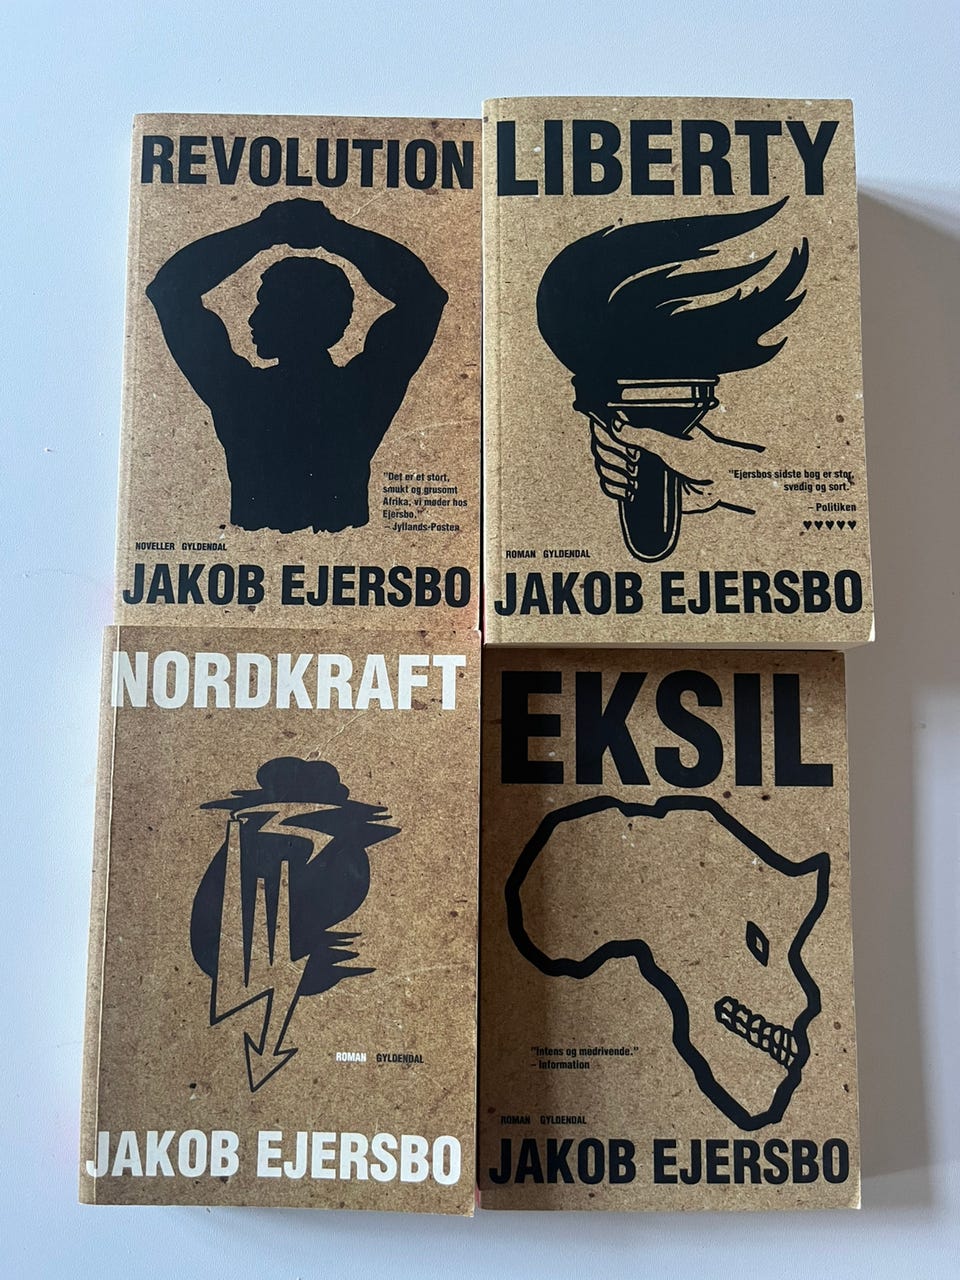 REVOLUTION
"Det er et stort,
smukt og grusomt
Afrika, vi møder hos
Ejersbo."
– Jyllands-Posten
NOVELLER GYLDENDAL
JAKOB EJERSBO
LIBERTY
"Ejersbos sidste bog er stor,
svedig og sort."
– Politiken
♥♥♥♥♥
ROMAN GYLDENDAL
JAKOB EJERSBO
NORDKRAFT
ROMAN GYLDENDAL
JAKOB EJERSBO
EKSIL
"Intens og medrivende."
– Information
ROMAN GYLDENDAL
JAKOB EJERSBO